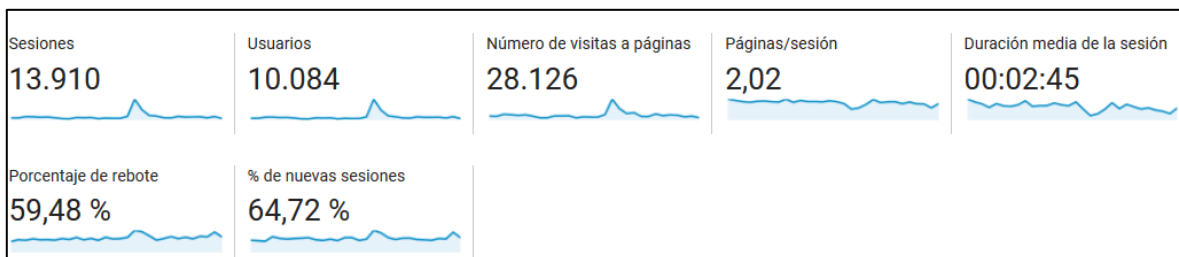 Sesiones
13.910
Usuarios
10.084
Número de visitas a páginas
28.126
Páginas/sesión
2,02
Duración media de la sesión
00:02:45
Porcentaje de rebote
59,48 %
% de nuevas sesiones
64,72 %